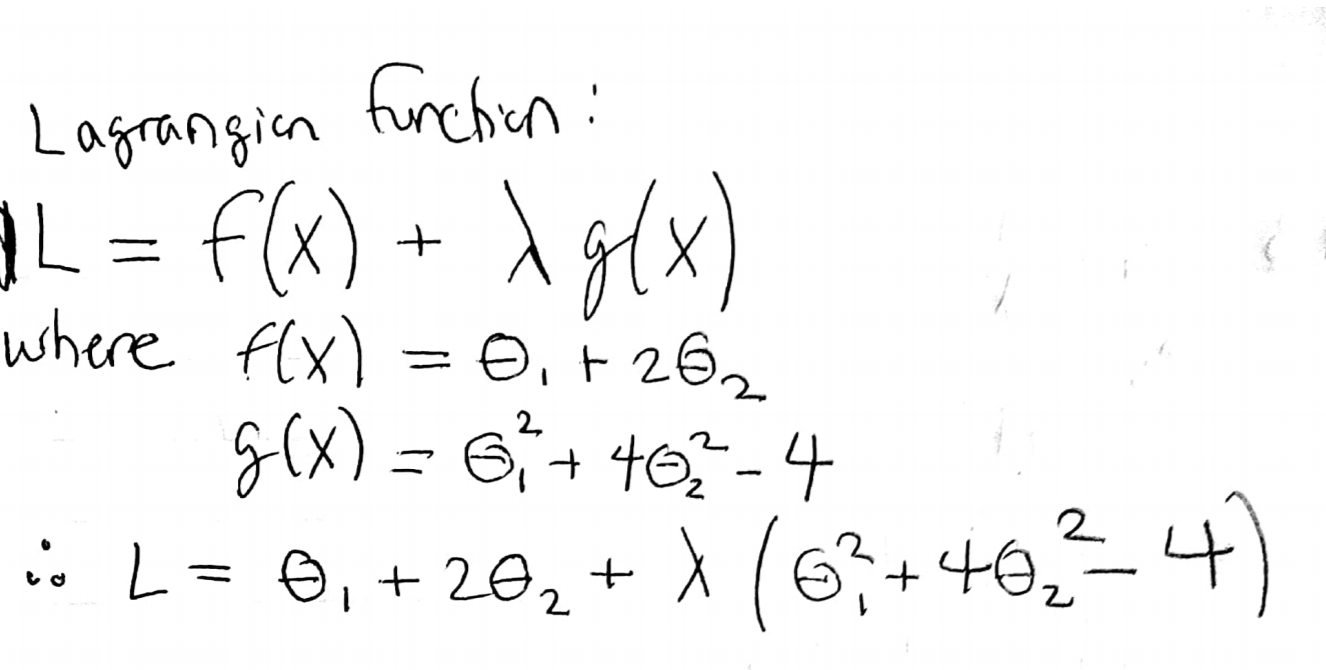 Lagrangian function:
L = f(x) + λ g(x)
where f(x) = θ₁ + 2θ₂
g(x) = θ₁² + 4θ₂² - 4
∴ L = θ₁ + 2θ₂ + λ (θ₁² + 4θ₂² - 4)